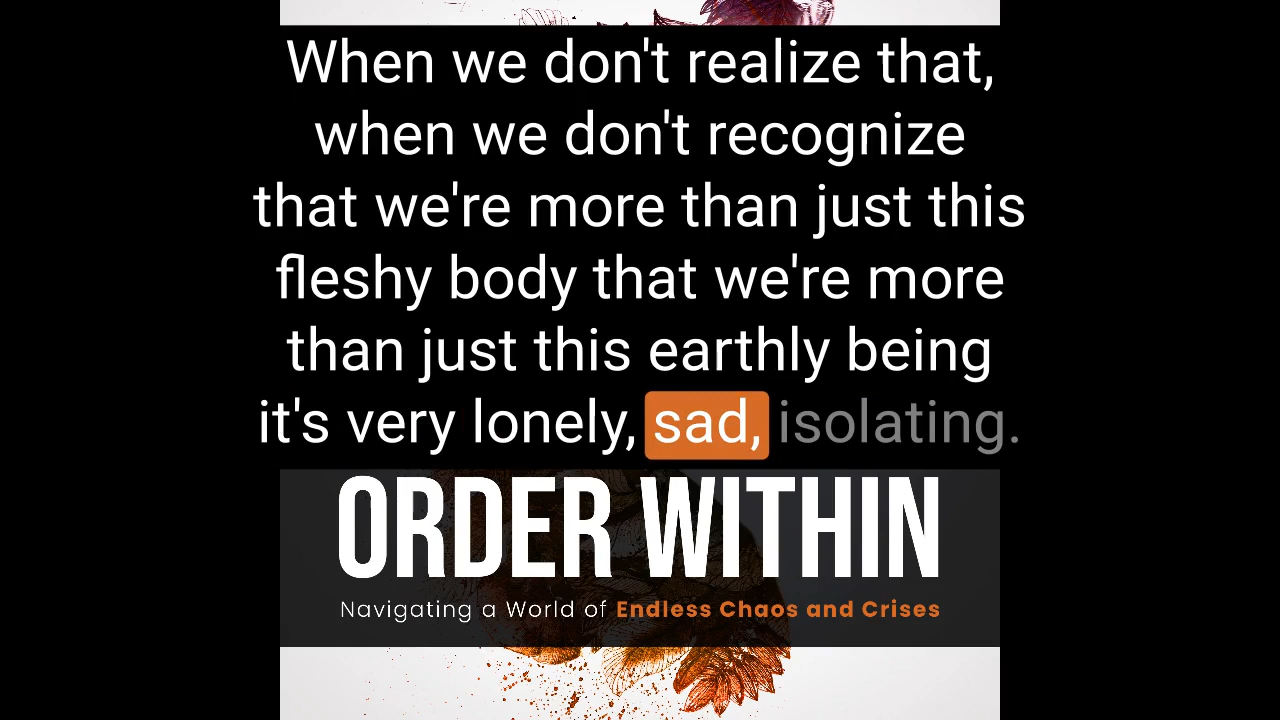 When we don't realize that,
when we don't recognize
that we're more than just this
fleshy body that we're more
than just this earthly being
it's very lonely, sad, isolating.
ORDER WITHIN
Navigating a World of Endless Chaos and Crises